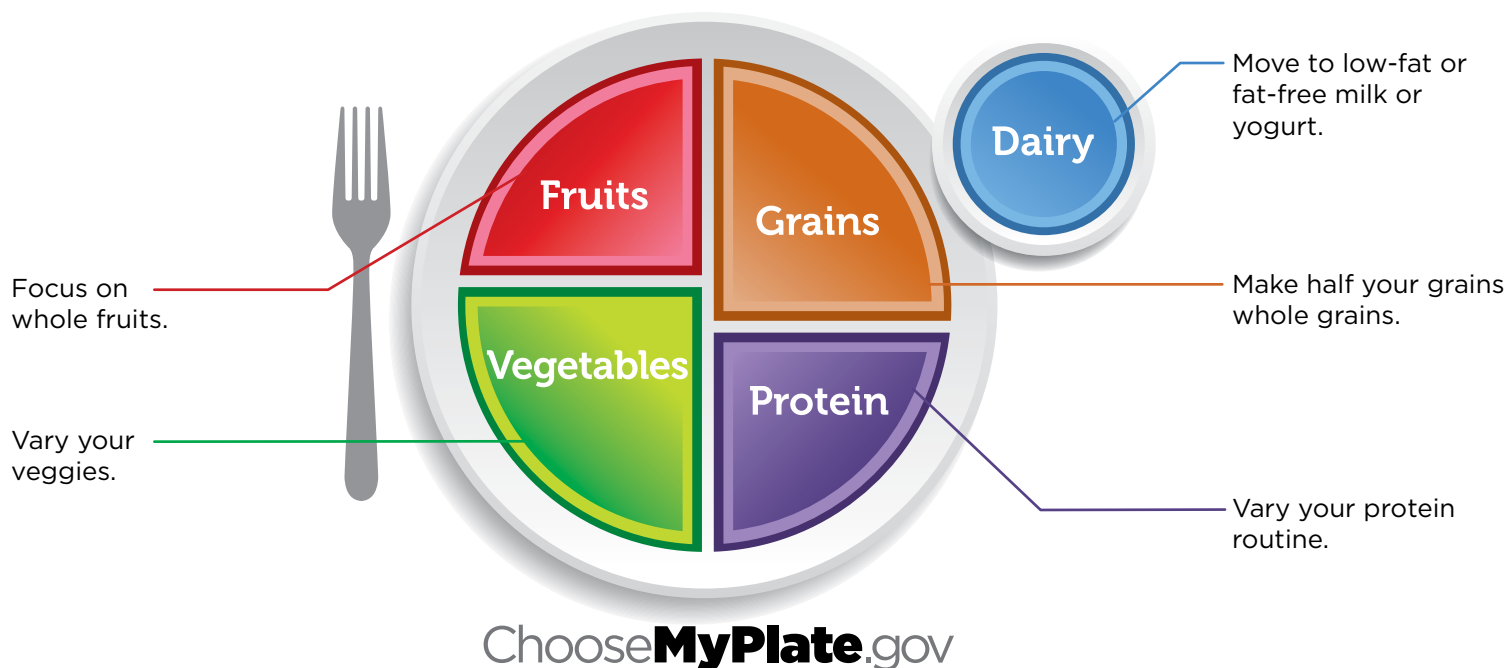 Move to low-fat or
fat-free milk or
yogurt.
Dairy
Fruits
Grains
Focus on
whole fruits.
Make half your grains
whole grains.
Vegetables
Protein
Vary your
veggies.
Vary your protein
routine.
ChooseMyPlate.gov